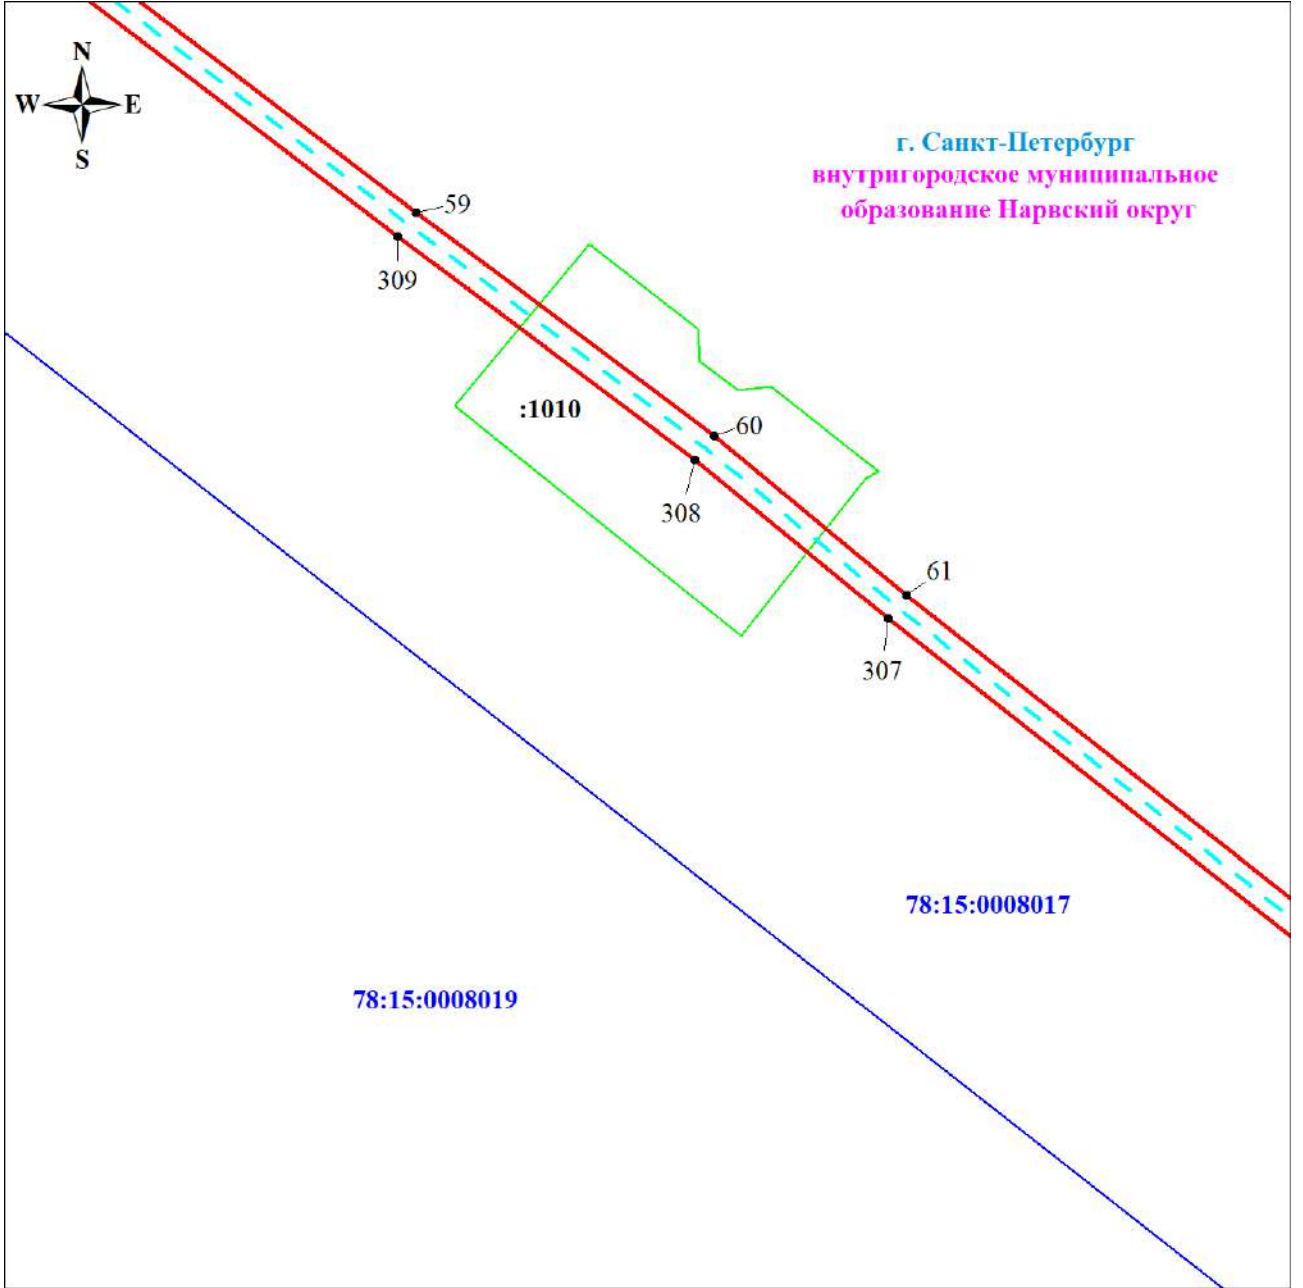 N
W E
S
г. Санкт-Петербург
внутригородское муниципальное
образование Нарвский округ
59
309
:1010
60
308
61
307
78:15:0008017
78:15:0008019